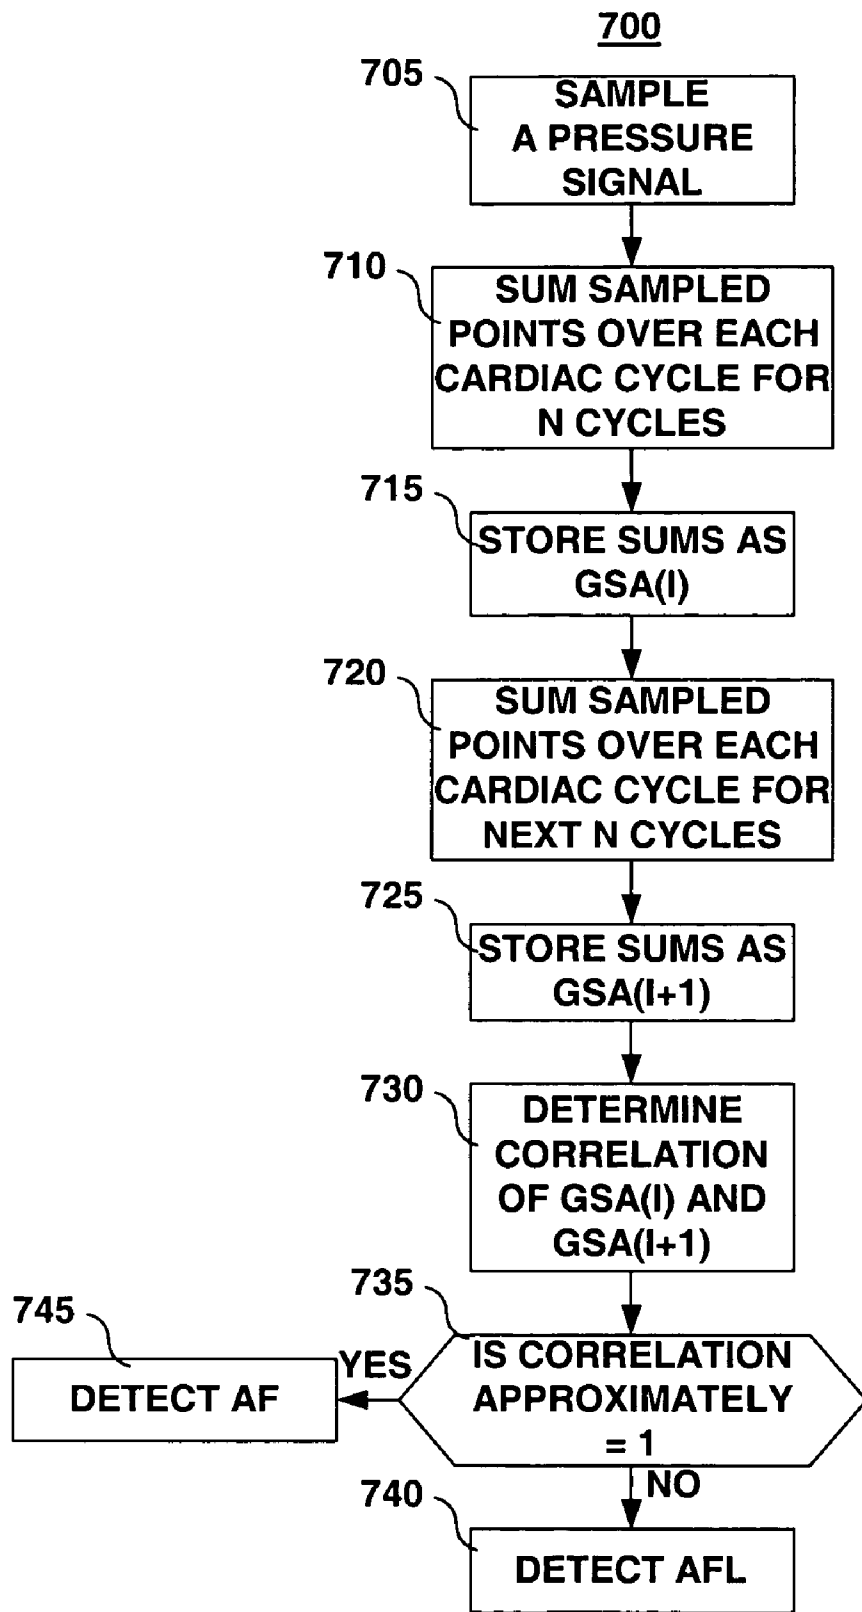 700
705
SAMPLE
A PRESSURE
SIGNAL
710
SUM SAMPLED
POINTS OVER EACH
CARDIAC CYCLE FOR
N CYCLES
715
STORE SUMS AS
GSA(I)
720
SUM SAMPLED
POINTS OVER EACH
CARDIAC CYCLE FOR
NEXT N CYCLES
725
STORE SUMS AS
GSA(I+1)
730
DETERMINE
CORRELATION
OF GSA(I) AND
GSA(I+1)
735
IS CORRELATION
APPROXIMATELY
= 1
YES
745
DETECT AF
NO
740
DETECT AFL